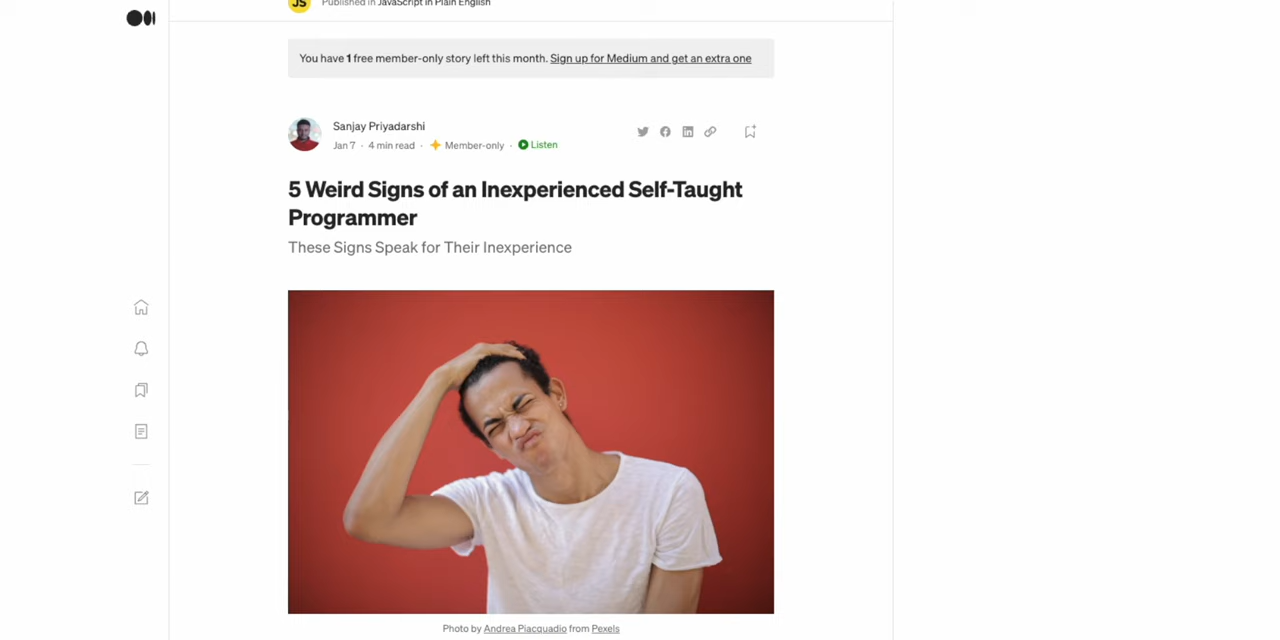 JS
Published in JavaScript in Plain English
You have 1 free member-only story left this month. Sign up for Medium and get an extra one
Sanjay Priyadarshi
Jan 7 · 4 min read · Member-only · Listen
5 Weird Signs of an Inexperienced Self-Taught
Programmer
These Signs Speak for Their Inexperience
Photo by Andrea Piacquadio from Pexels